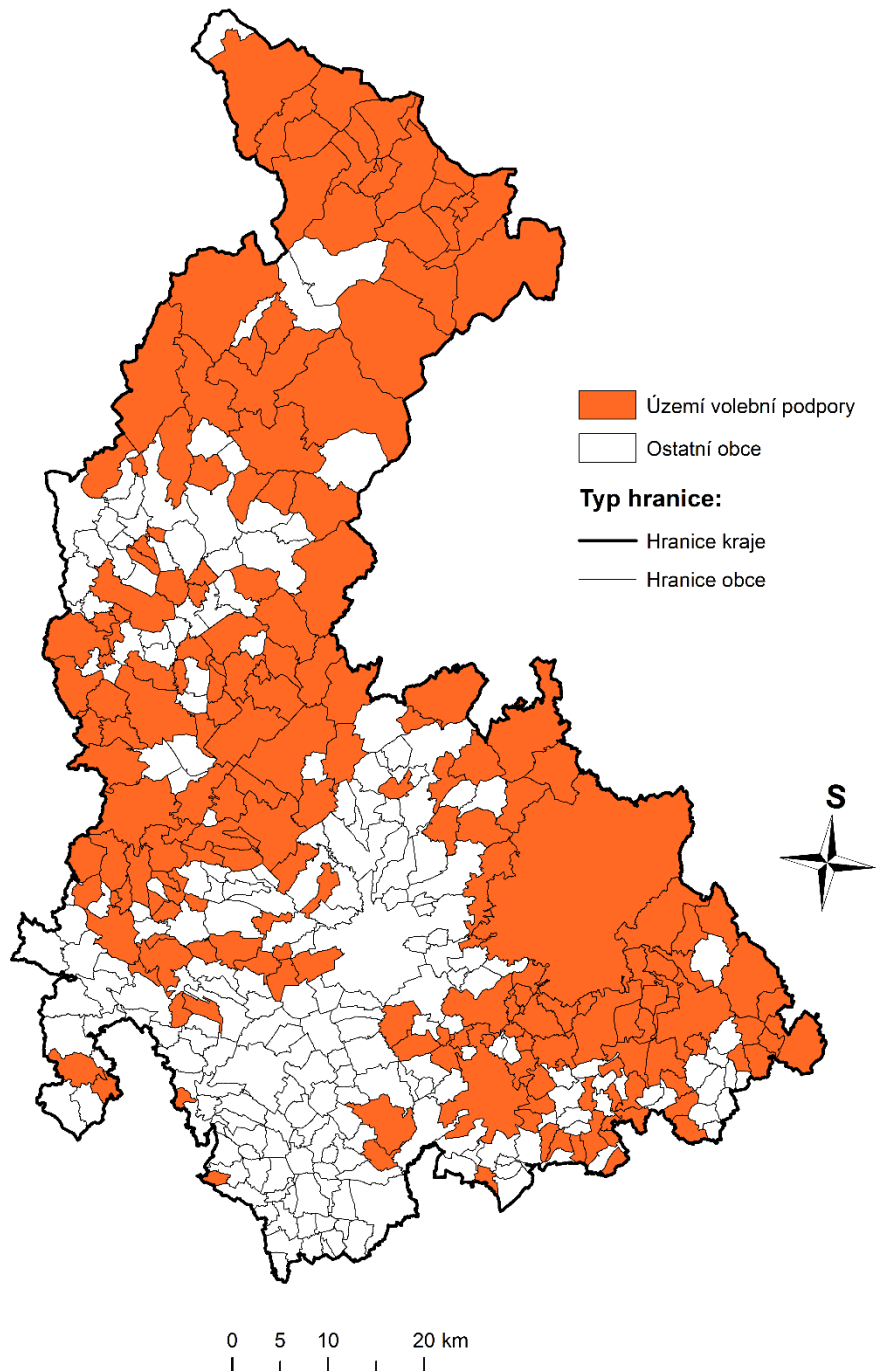 Území volební podpory
Ostatní obce
Typ hranice:
Hranice kraje
Hranice obce
S
0 5 10 20 km